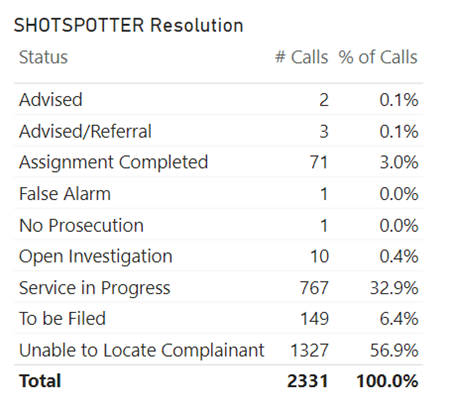 SHOTSPOTTER Resolution
Status # Calls % of Calls
Advised 2 0.1%
Advised/Referral 3 0.1%
Assignment Completed 71 3.0%
False Alarm 1 0.0%
No Prosecution 1 0.0%
Open Investigation 10 0.4%
Service in Progress 767 32.9%
To be Filed 149 6.4%
Unable to Locate Complainant 1327 56.9%
Total 2331 100.0%